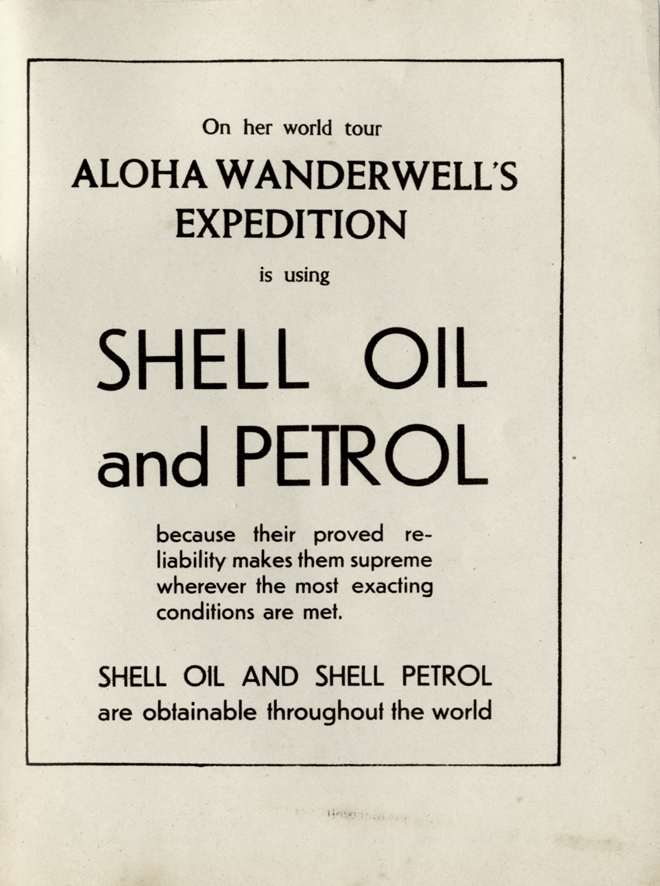 On her world tour
ALOHA WANDERWELL'S
EXPEDITION
is using
SHELL OIL
and PETROL
because their proved re-
liability makes them supreme
wherever the most exacting
conditions are met.
SHELL OIL AND SHELL PETROL
are obtainable throughout the world